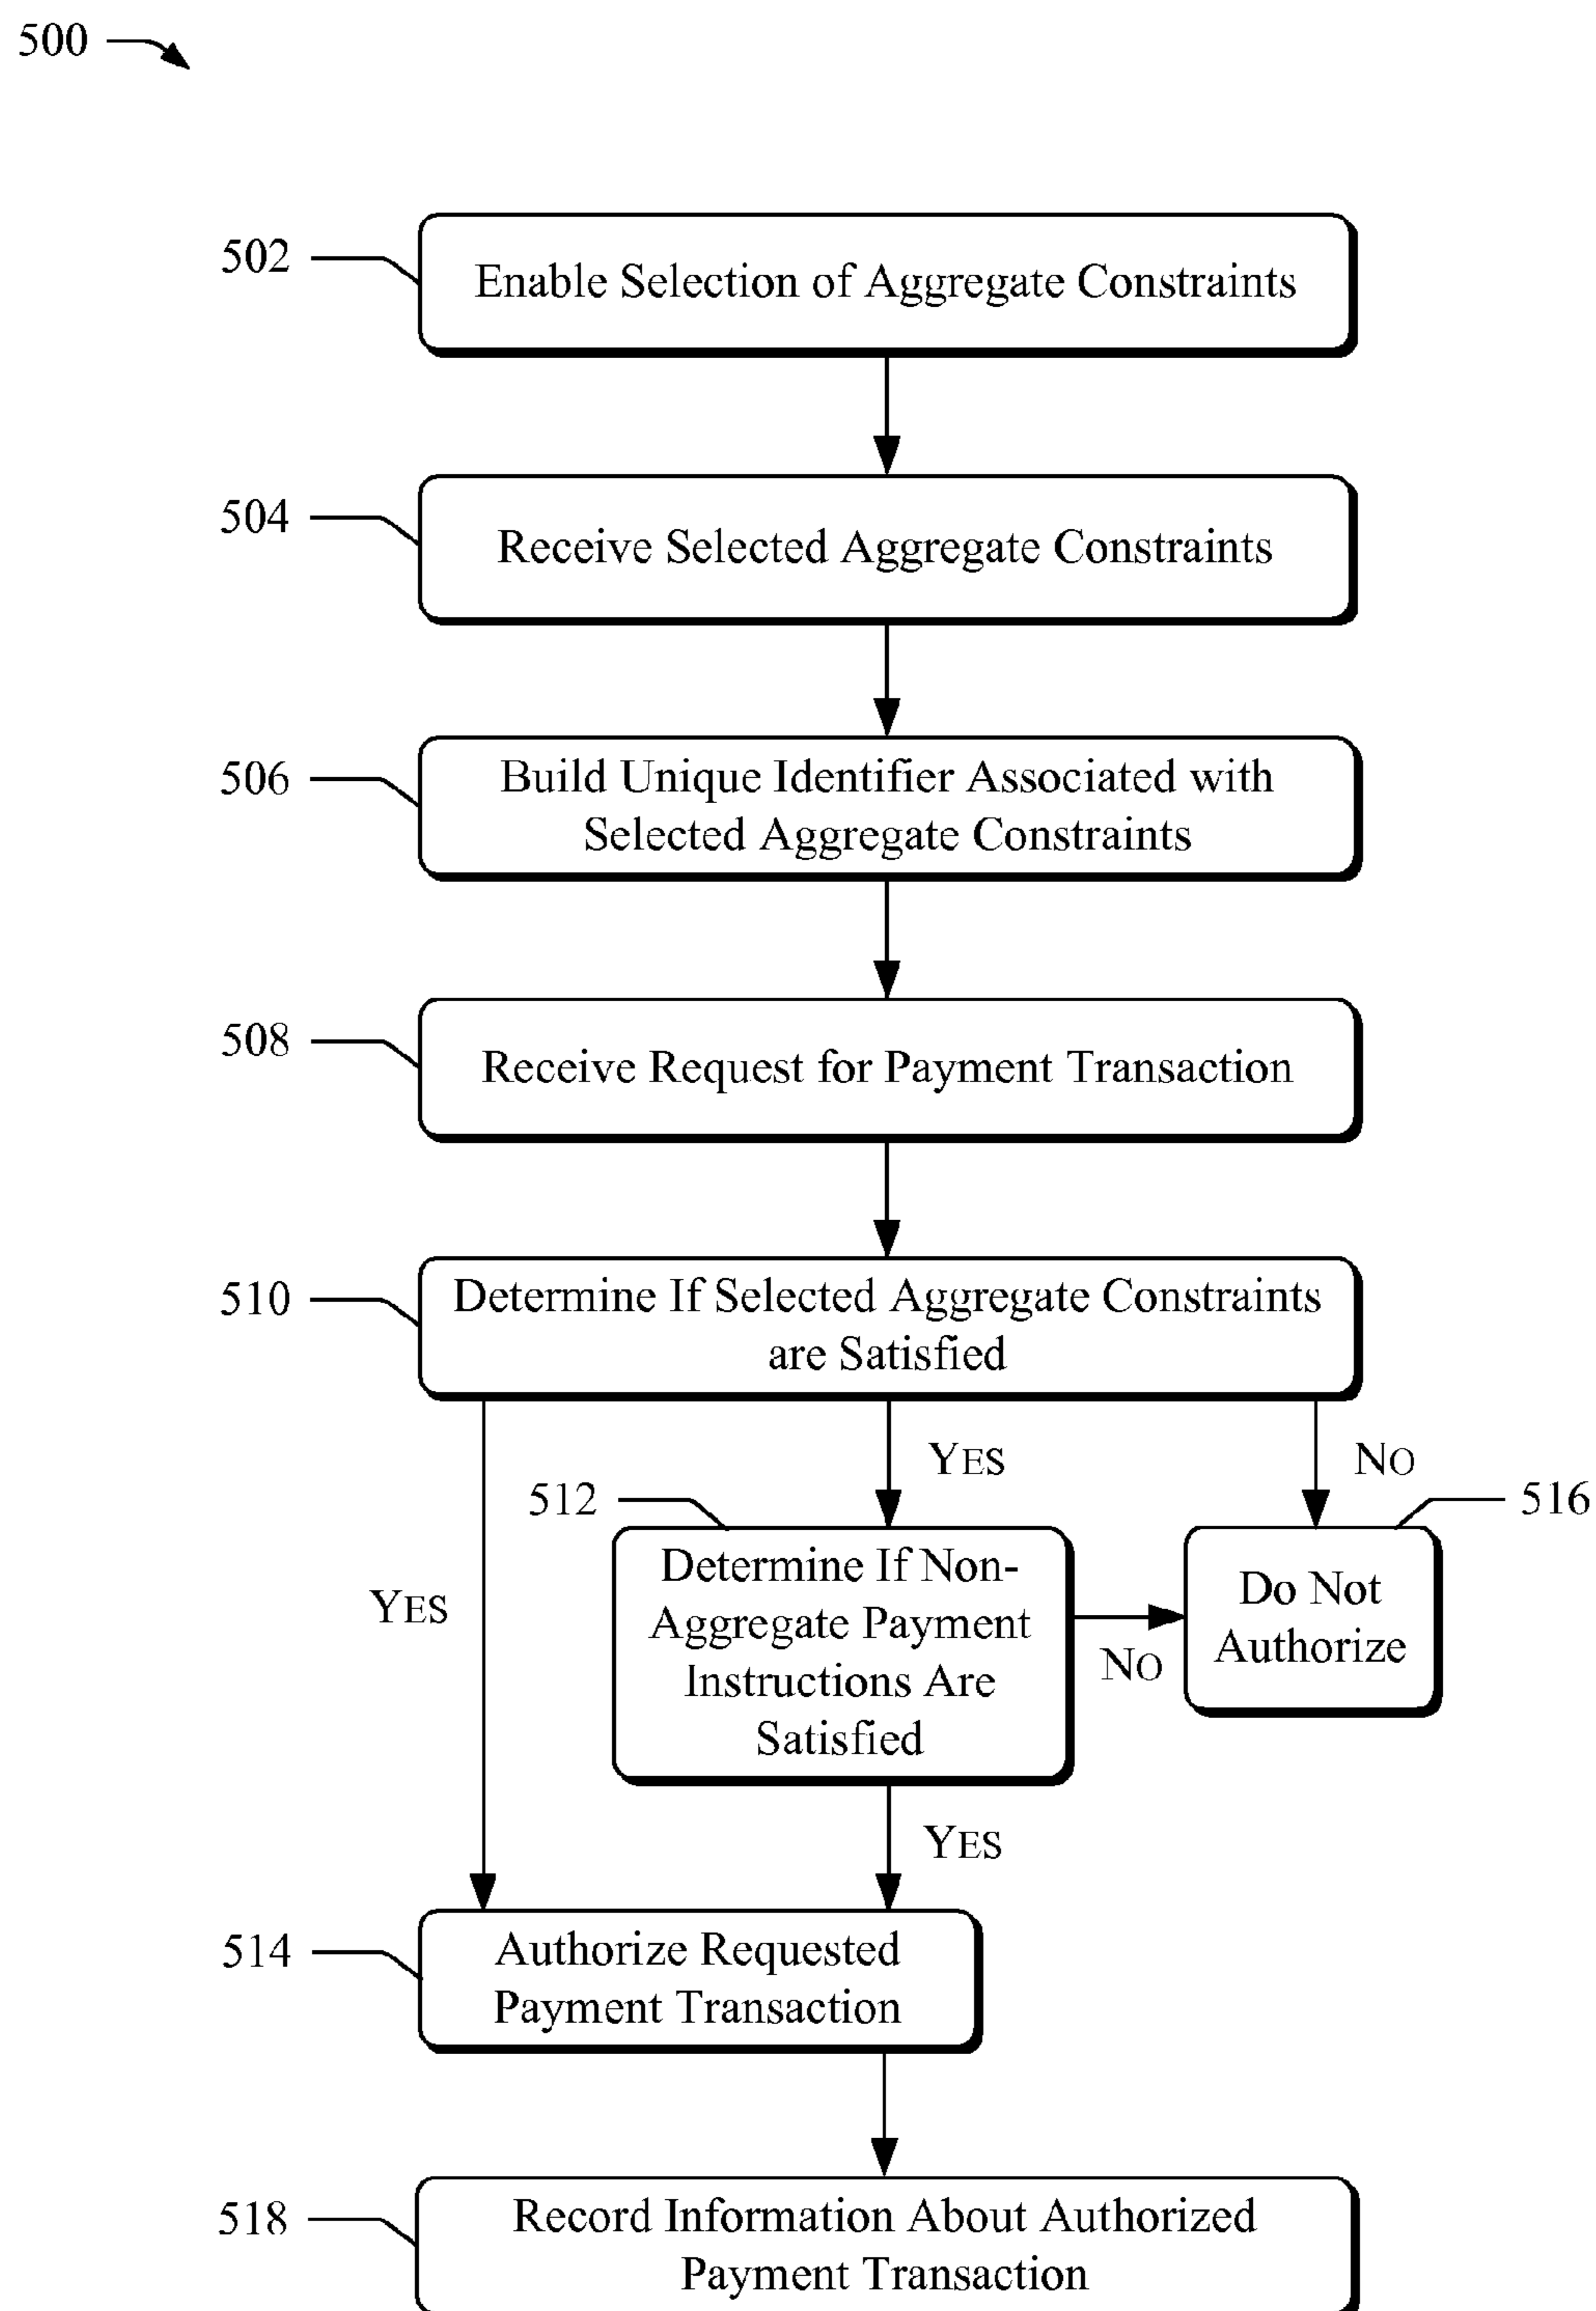 500
502
Enable Selection of Aggregate Constraints
504
Receive Selected Aggregate Constraints
506
Build Unique Identifier Associated with
Selected Aggregate Constraints
508
Receive Request for Payment Transaction
510
Determine If Selected Aggregate Constraints
are Satisfied
YES
YES
NO
512
516
Determine If Non-
Aggregate Payment
Instructions Are
Satisfied
NO
Do Not
Authorize
YES
514
Authorize Requested
Payment Transaction
518
Record Information About Authorized
Payment Transaction